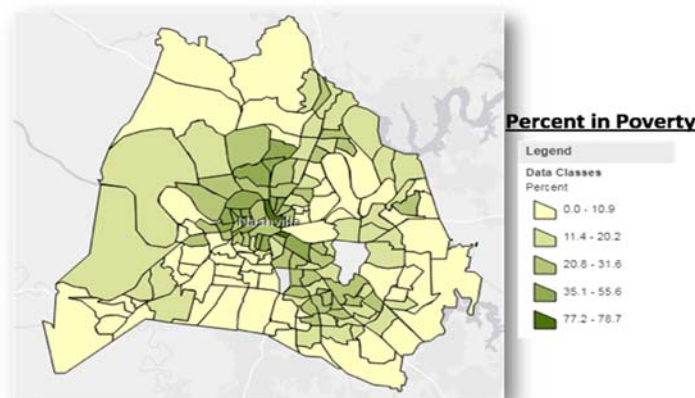 Nashville
Percent in Poverty
Legend
Data Classes
Percent
0.0 - 10.9
11.4 - 20.2
20.8 - 31.6
35.1 - 55.6
77.2 - 78.7